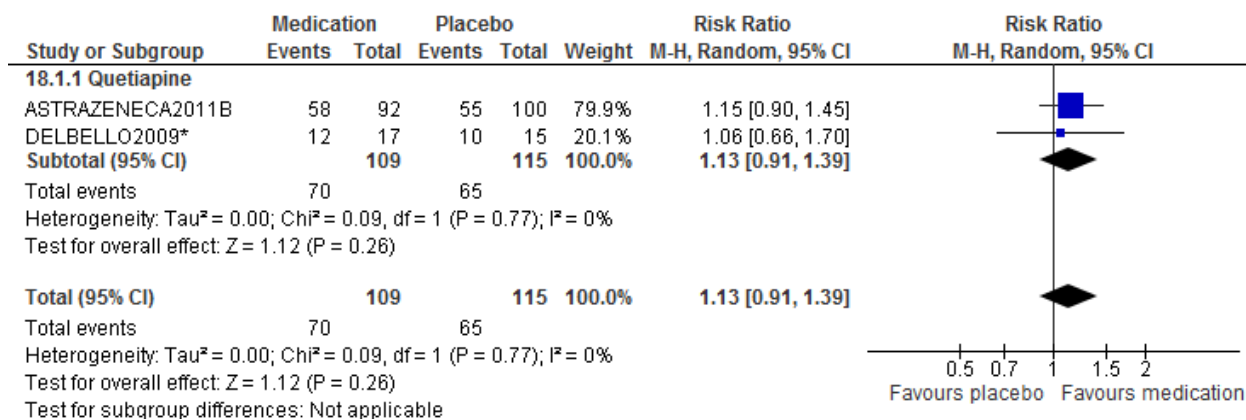 Medication Placebo Risk Ratio Risk Ratio
Study or Subgroup Events Total Events Total Weight M-H, Random, 95% CI M-H, Random, 95% CI
18.1.1 Quetiapine
ASTRAZENECA2011B 58 92 55 100 79.9% 1.15 [0.90, 1.45]
DELBELLO2009* 12 17 10 15 20.1% 1.06 [0.66, 1.70]
Subtotal (95% CI) 109 115 100.0% 1.13 [0.91, 1.39]
Total events 70 65
Heterogeneity: Tau² = 0.00; Chi² = 0.09, df = 1 (P = 0.77); I² = 0%
Test for overall effect: Z = 1.12 (P = 0.26)
Total (95% CI) 109 115 100.0% 1.13 [0.91, 1.39]
Total events 70 65
Heterogeneity: Tau² = 0.00; Chi² = 0.09, df = 1 (P = 0.77); I² = 0%
Test for overall effect: Z = 1.12 (P = 0.26)
Test for subgroup differences: Not applicable
0.5 0.7 1 1.5 2
Favours placebo Favours medication